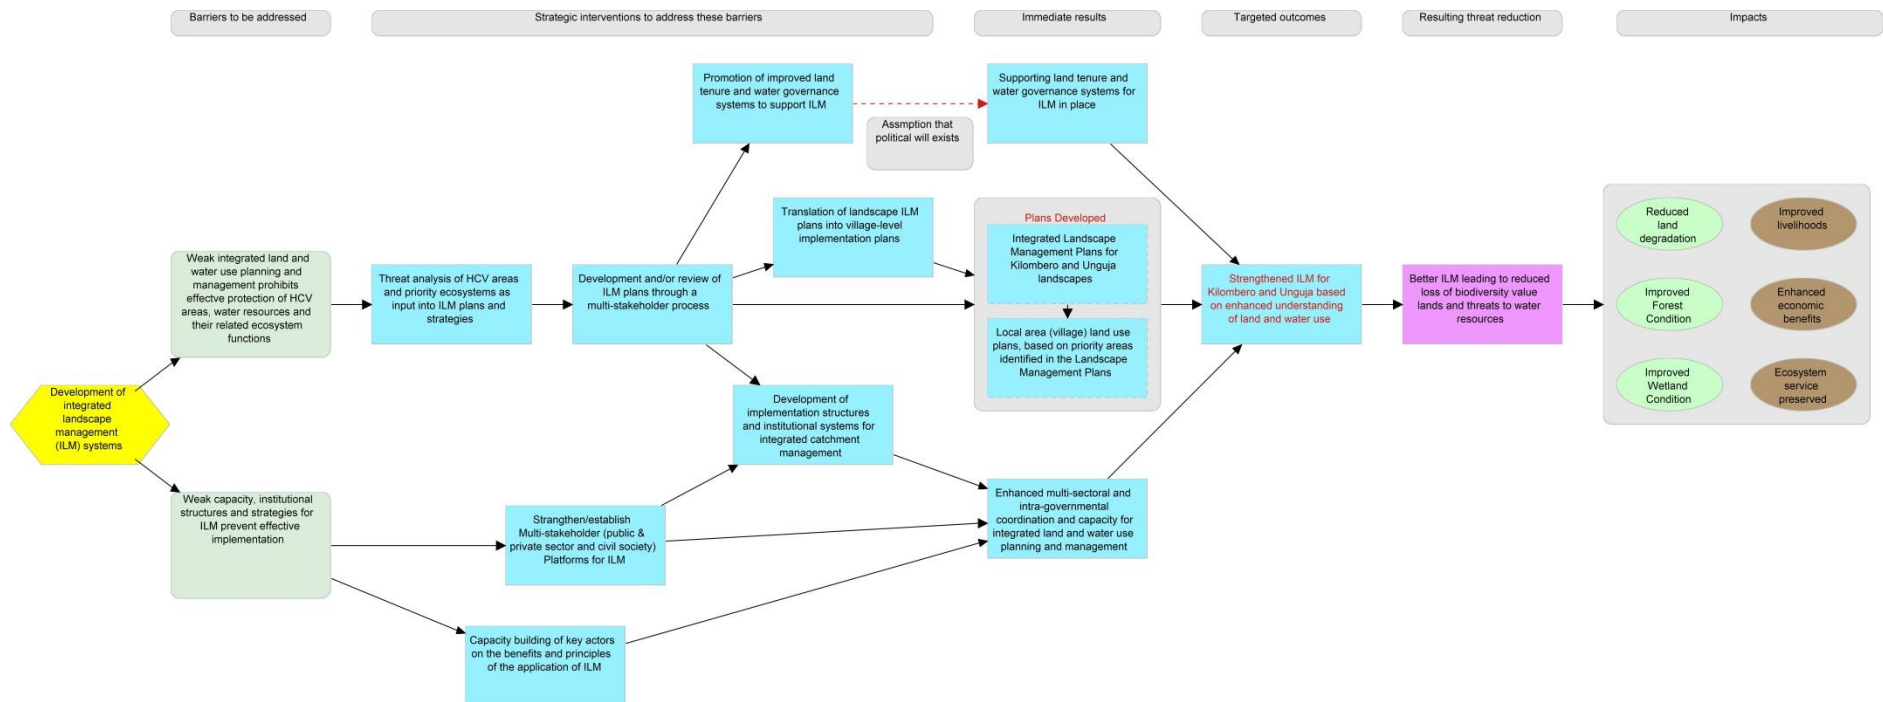 Barriers to be addressed
Strategic interventions to address these barriers
Immediate results
Targeted outcomes
Resulting threat reduction
Impacts
Promotion of improved land
tenure and water governance
systems to support ILM
Supporting land tenure and
water governance systems for
ILM in place
Assmption that
political will exists
Translation of landscape ILM
plans into village-level
implementation plans
Plans Developed
Integrated Landscape
Management Plans for
Kilombero and Unguja
landscapes
Local area (village) land use
plans, based on priority areas
identified in the Landscape
Management Plans
Weak integrated land and
water use planning and
management prohibits
effectve protection of HCV
areas, water resources and
their related ecosystem
functions
Threat analysis of HCV areas
and priority ecosystems as
input into ILM plans and
strategies
Development and/or review of
ILM plans through a
multi-stakeholder process
Strengthened ILM for
Kilombero and Unguja based
on enhanced understanding
of land and water use
Better ILM leading to reduced
loss of biodiversity value
lands and threats to water
resources
Reduced
land
degradation
Improved
livelihoods
Improved
Forest
Condition
Enhanced
economic
benefits
Improved
Wetland
Condition
Ecosystem
service
preserved
Development of
integrated
landscape
management
(ILM) systems
Development of
implementation structures
and institutional systems for
integrated catchment
management
Weak capacity, institutional
structures and strategies for
ILM prevent effective
implementation
Strangthen/establish
Multi-stakeholder (public &
private sector and civil society)
Platforms for ILM
Enhanced multi-sectoral and
intra-governmental
coordination and capacity for
integrated land and water use
planning and management
Capacity building of key actors
on the benefits and principles
of the application of ILM